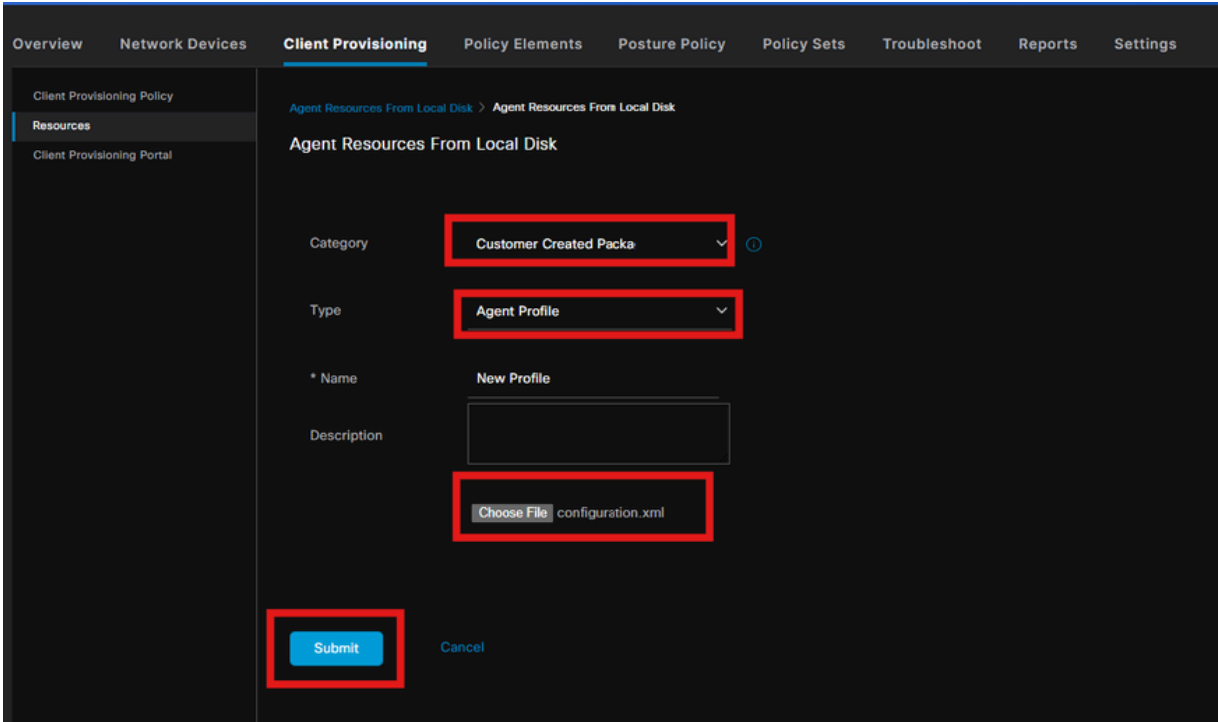 Overview Network Devices Client Provisioning Policy Elements Posture Policy Policy Sets Troubleshoot Reports Settings
Client Provisioning Policy
Resources
Client Provisioning Portal
Agent Resources From Local Disk > Agent Resources From Local Disk
Agent Resources From Local Disk
Category Customer Created Packa
Type Agent Profile
* Name New Profile
Description
Choose File configuration.xml
Submit Cancel